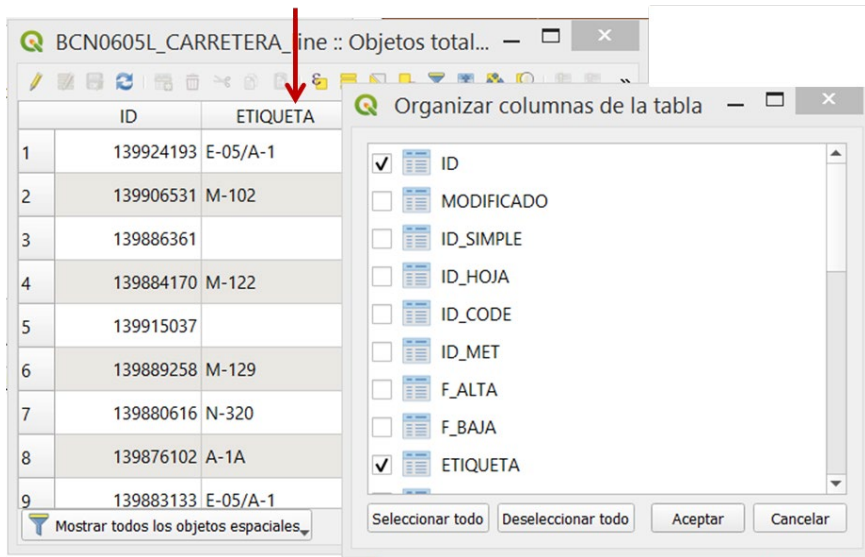 BCN0605L_CARRETERA_line :: Objetos total...
ID ETIQUETA
1 139924193 E-05/A-1
2 139906531 M-102
3 139886361
4 139884170 M-122
5 139915037
6 139889258 M-129
7 139880616 N-320
8 139876102 A-1A
9 139883133 E-05/A-1
Mostrar todos los objetos espaciales
Organizar columnas de la tabla
ID
MODIFICADO
ID_SIMPLE
ID_HOJA
ID_CODE
ID_MET
F_ALTA
F_BAJA
ETIQUETA
Seleccionar todo Deseleccionar todo Aceptar Cancelar